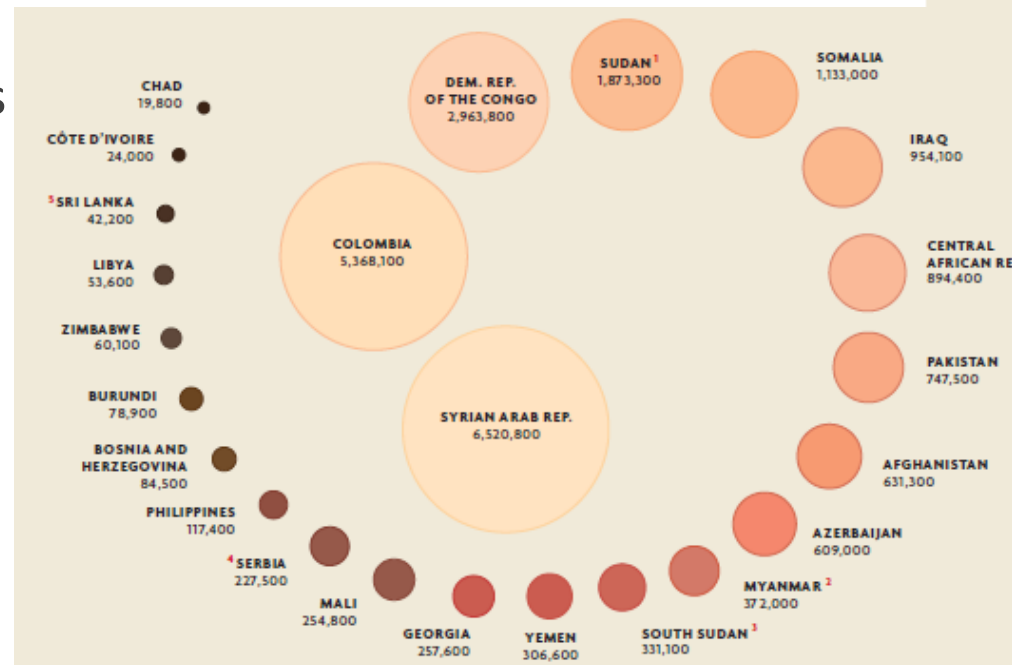 S
DEM. REP.
OF THE CONGO
2,963,800
SUDAN 1
1,873,300
SOMALIA
1,133,000
IRAQ
954,100
CENTRAL
AFRICAN RE
894,400
PAKISTAN
747,500
AFGHANISTAN
631,300
AZERBAIJAN
609,000
MYANMAR 2
372,000
SOUTH SUDAN 3
331,100
YEMEN
306,600
GEORGIA
257,600
MALI
254,800
4 SERBIA
227,500
PHILIPPINES
117,400
BOSNIA AND
HERZEGOVINA
84,500
BURUNDI
78,900
ZIMBABWE
60,100
LIBYA
53,600
5 SRI LANKA
42,200
CÔTE D'IVOIRE
24,000
CHAD
19,800
COLOMBIA
5,368,100
SYRIAN ARAB REP.
6,520,800